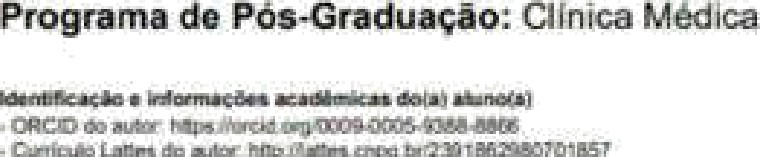 Programa de Pós-Graduação: Clínica Médica
Identificação e informações acadêmicas do(a) aluno(a)
- ORCID do autor: https://orcid.org/0009-0005-9388-8866
- Currículo Lattes do autor: http://lattes.cnpq.br/2391862980701857